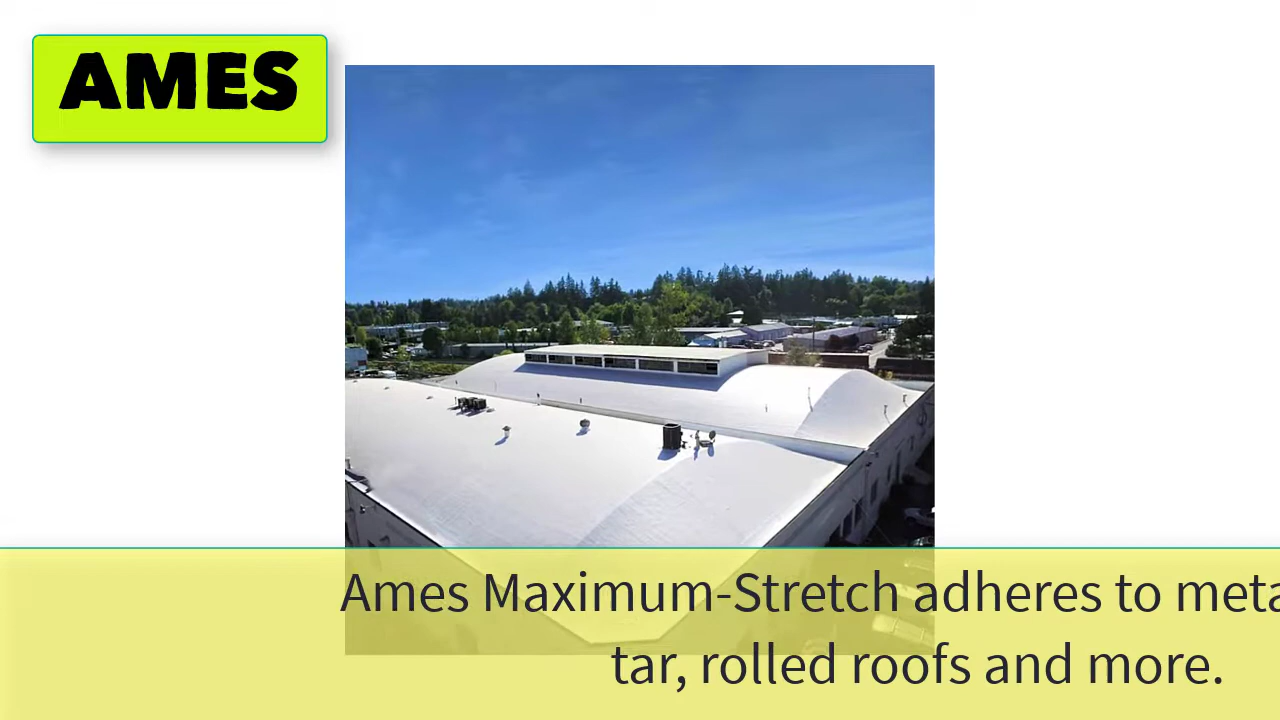 AMES
Ames Maximum-Stretch adheres to meta
tar, rolled roofs and more.